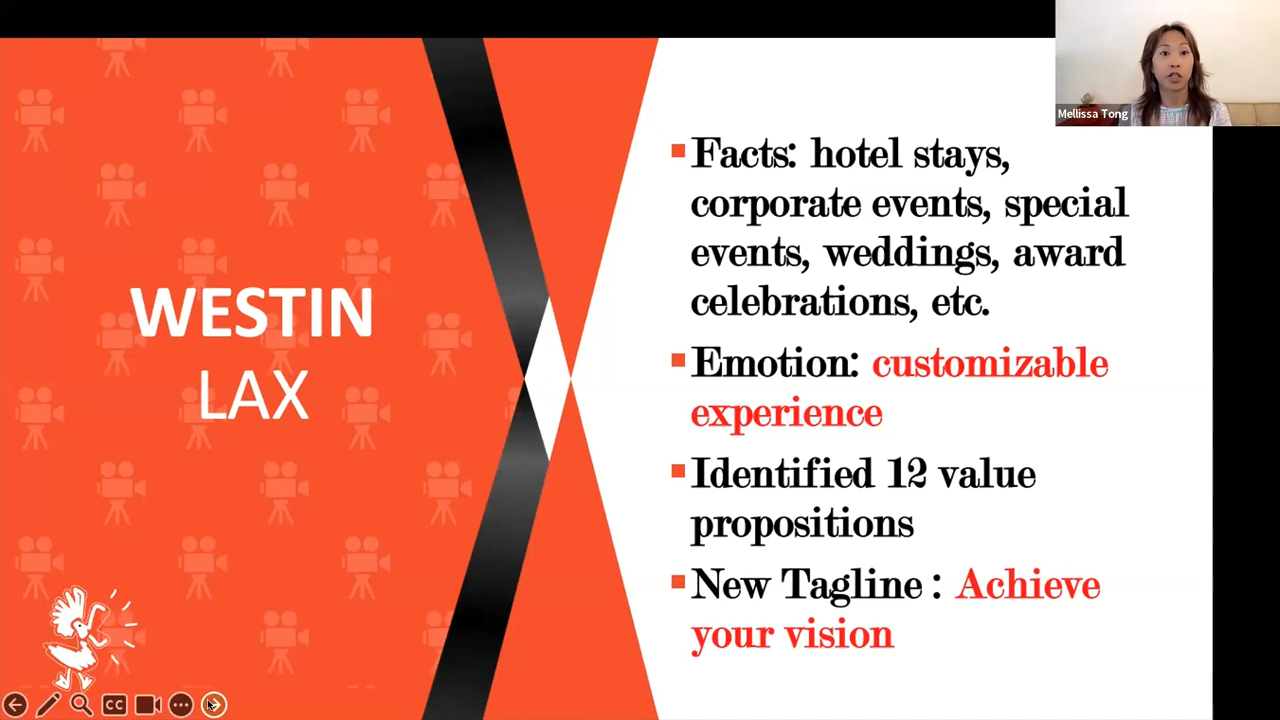 Mellissa Tong
WESTIN
LAX
Facts: hotel stays,
corporate events, special
events, weddings, award
celebrations, etc.
Emotion: customizable
experience
Identified 12 value
propositions
New Tagline : Achieve
your vision
CC